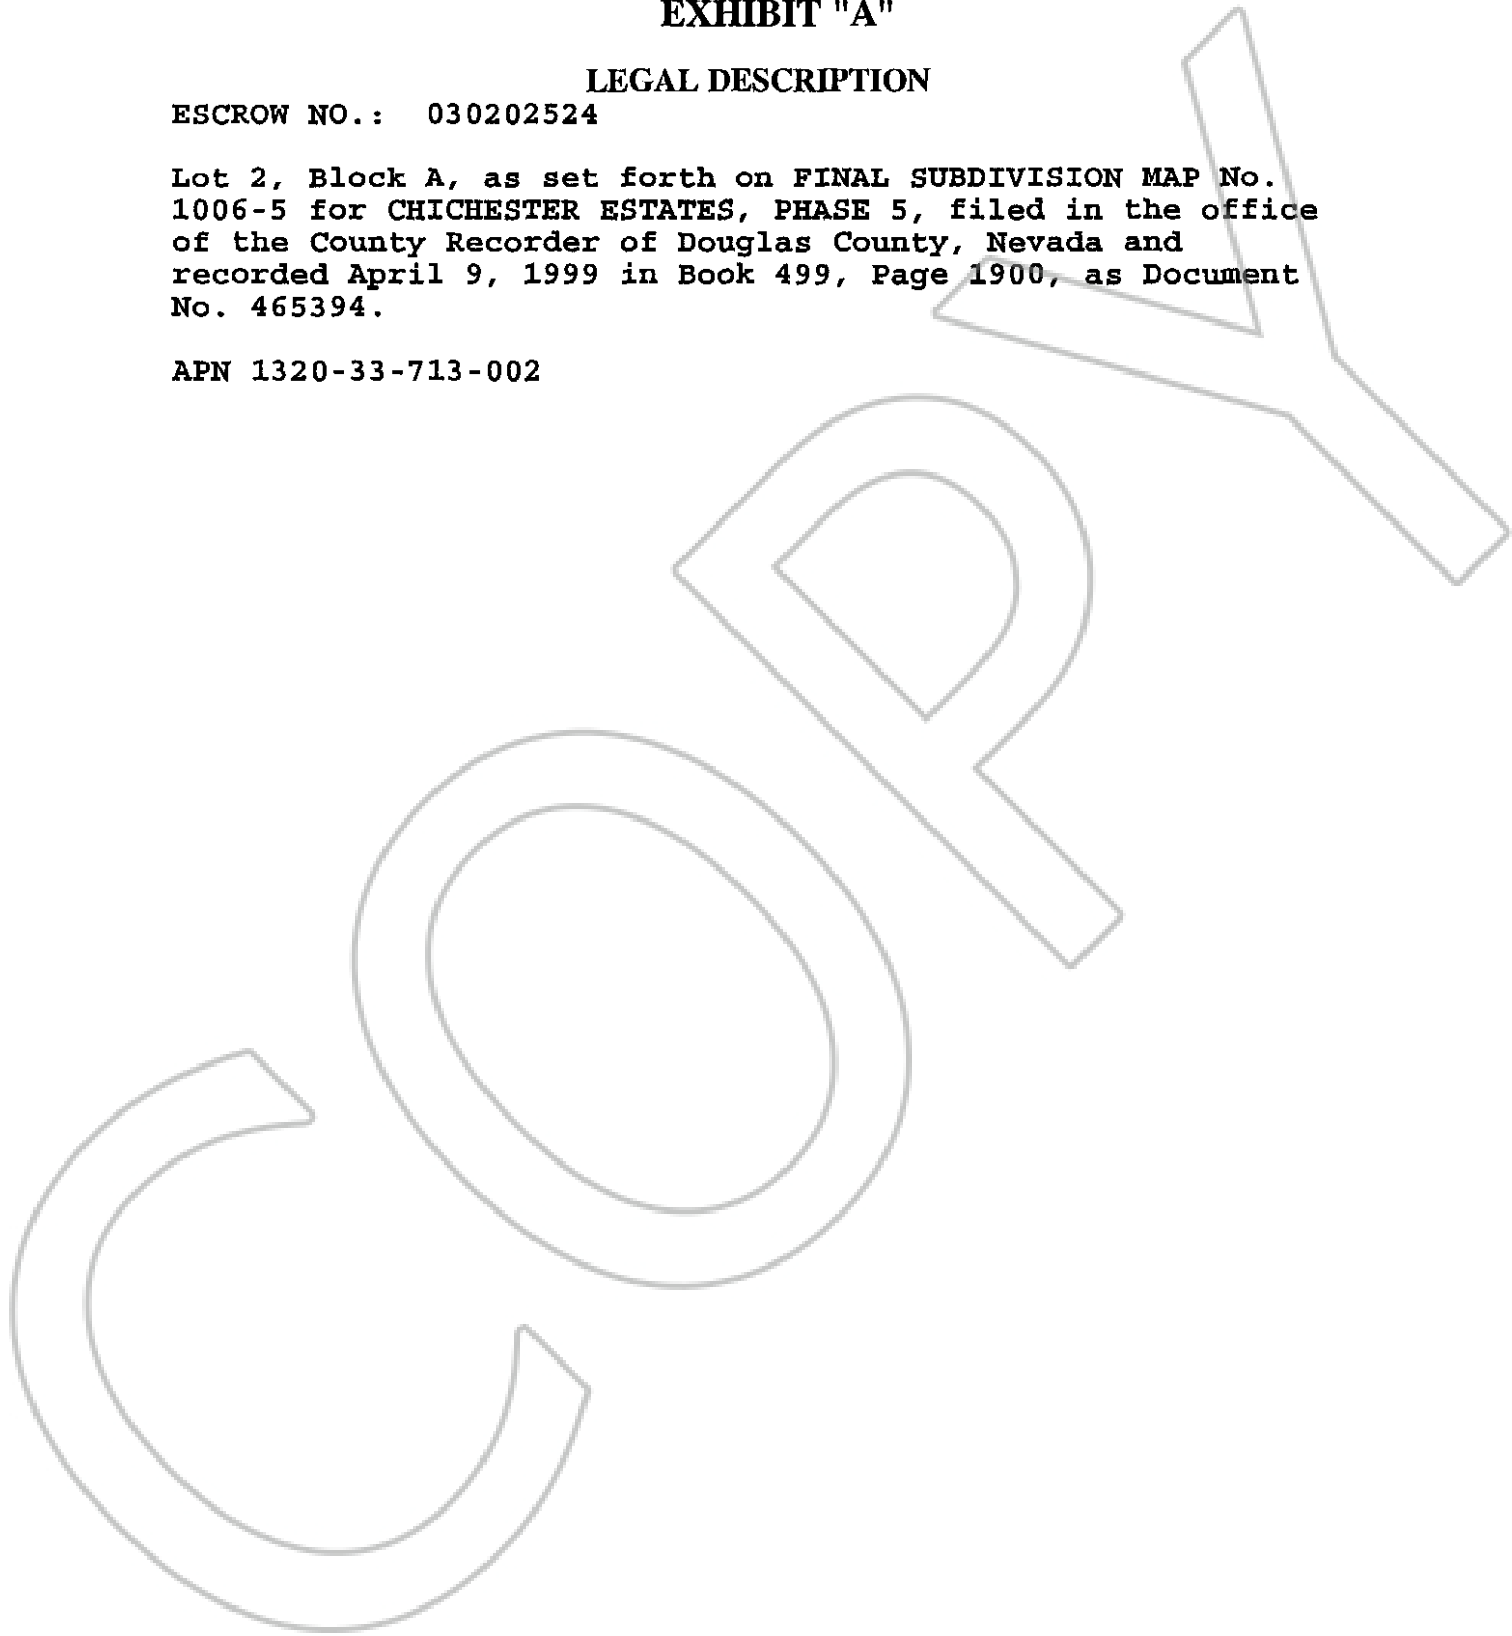 EXHIBIT "A"
LEGAL DESCRIPTION
ESCROW NO.: 030202524
Lot 2, Block A, as set forth on FINAL SUBDIVISION MAP No.
1006-5 for CHICHESTER ESTATES, PHASE 5, filed in the office
of the County Recorder of Douglas County, Nevada and
recorded April 9, 1999 in Book 499, Page 1900, as Document
No. 465394.
APN 1320-33-713-002
COPY